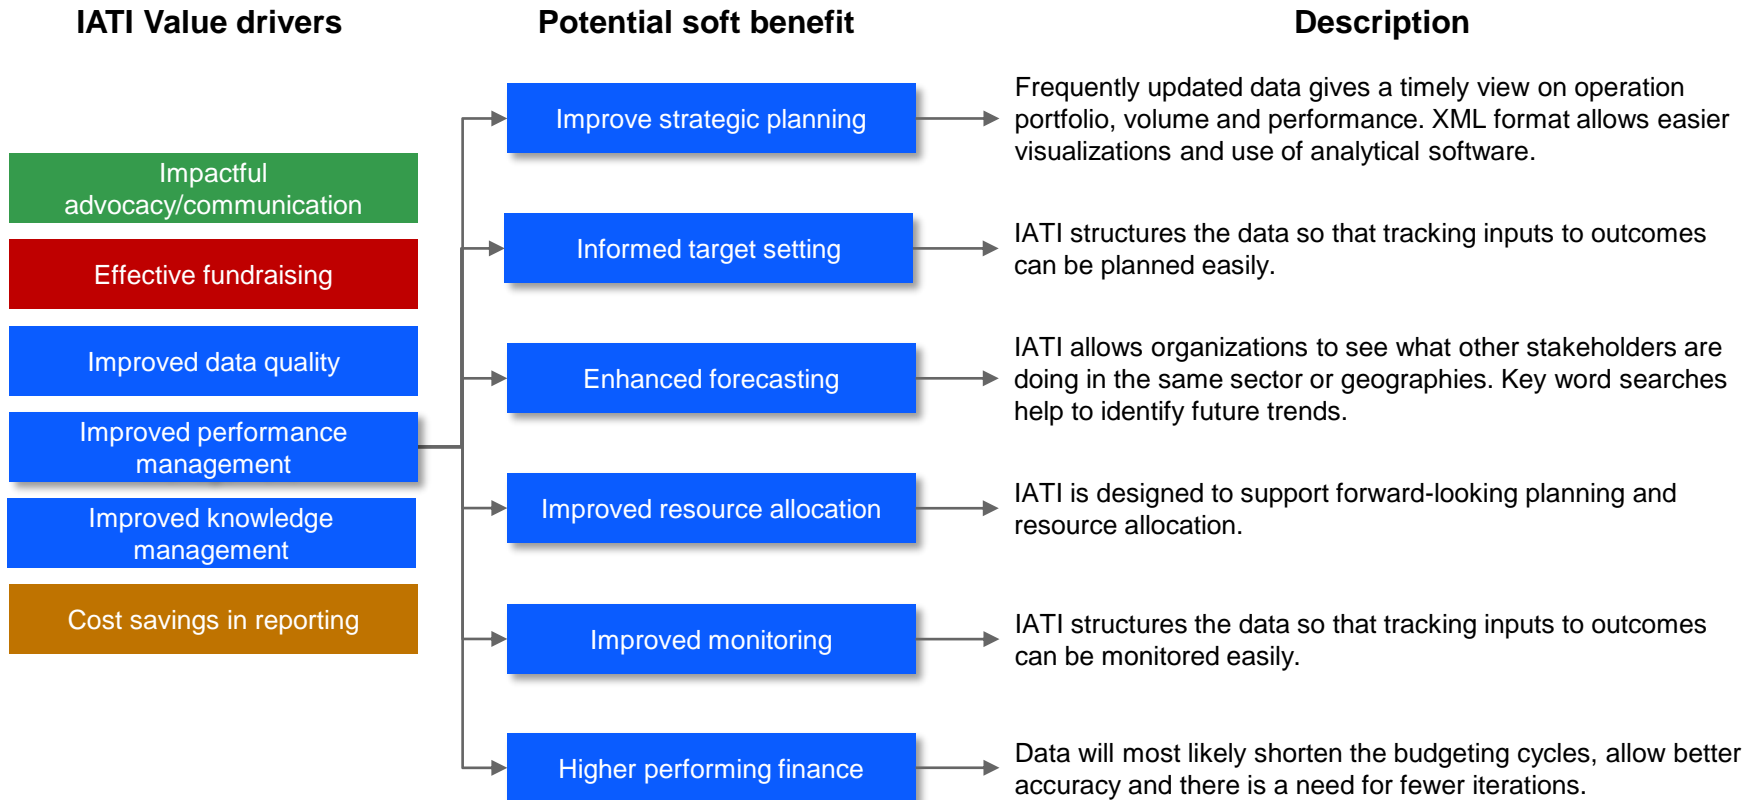 IATI Value drivers
Potential soft benefit
Description
Impactful
advocacy/communication
Effective fundraising
Improved data quality
Improved performance
management
Improved knowledge
management
Cost savings in reporting
Improve strategic planning
Frequently updated data gives a timely view on operation
portfolio, volume and performance. XML format allows easier
visualizations and use of analytical software.
Informed target setting
IATI structures the data so that tracking inputs to outcomes
can be planned easily.
Enhanced forecasting
IATI allows organizations to see what other stakeholders are
doing in the same sector or geographies. Key word searches
help to identify future trends.
Improved resource allocation
IATI is designed to support forward-looking planning and
resource allocation.
Improved monitoring
IATI structures the data so that tracking inputs to outcomes
can be monitored easily.
Higher performing finance
Data will most likely shorten the budgeting cycles, allow better
accuracy and there is a need for fewer iterations.